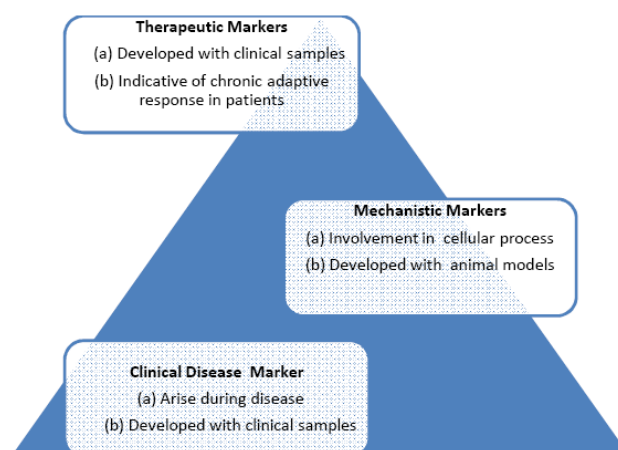 Therapeutic Markers
(a) Developed with clinical samples
(b) Indicative of chronic adaptive
response in patients
Mechanistic Markers
(a) Involvement in cellular process
(b) Developed with animal models
Clinical Disease Marker
(a) Arise during disease
(b) Developed with clinical samples